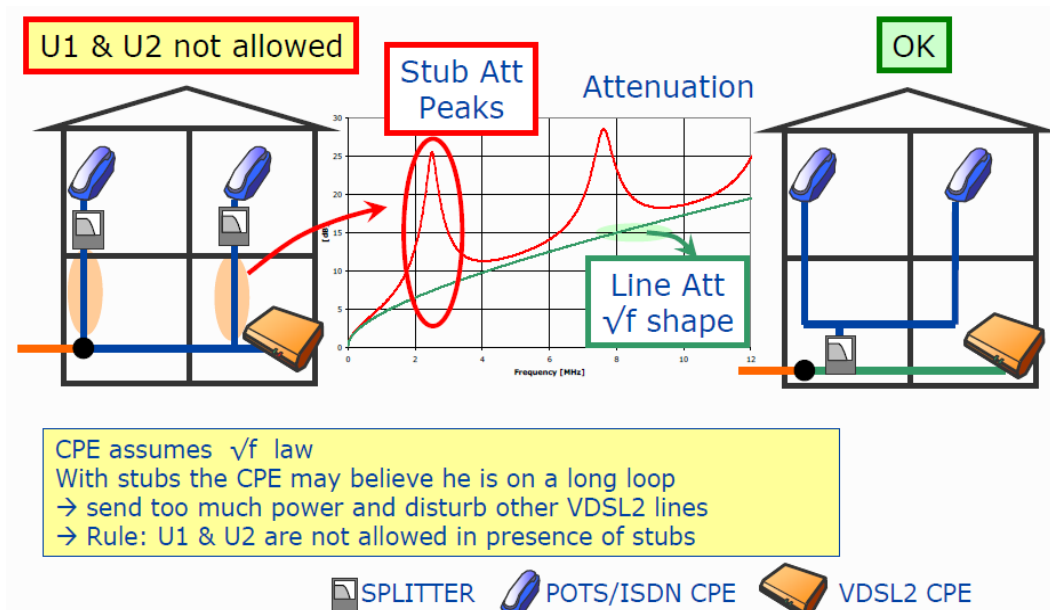 U1 & U2 not allowed
Stub Att
Peaks
Attenuation
OK
30
25
20
15
10
5
0
[dB]
0
2
4
6
8
10
12
Frequency [MHz]
Line Att
√f shape
CPE assumes √f law
With stubs the CPE may believe he is on a long loop
→ send too much power and disturb other VDSL2 lines
→ Rule: U1 & U2 are not allowed in presence of stubs
SPLITTER
POTS/ISDN CPE
VDSL2 CPE